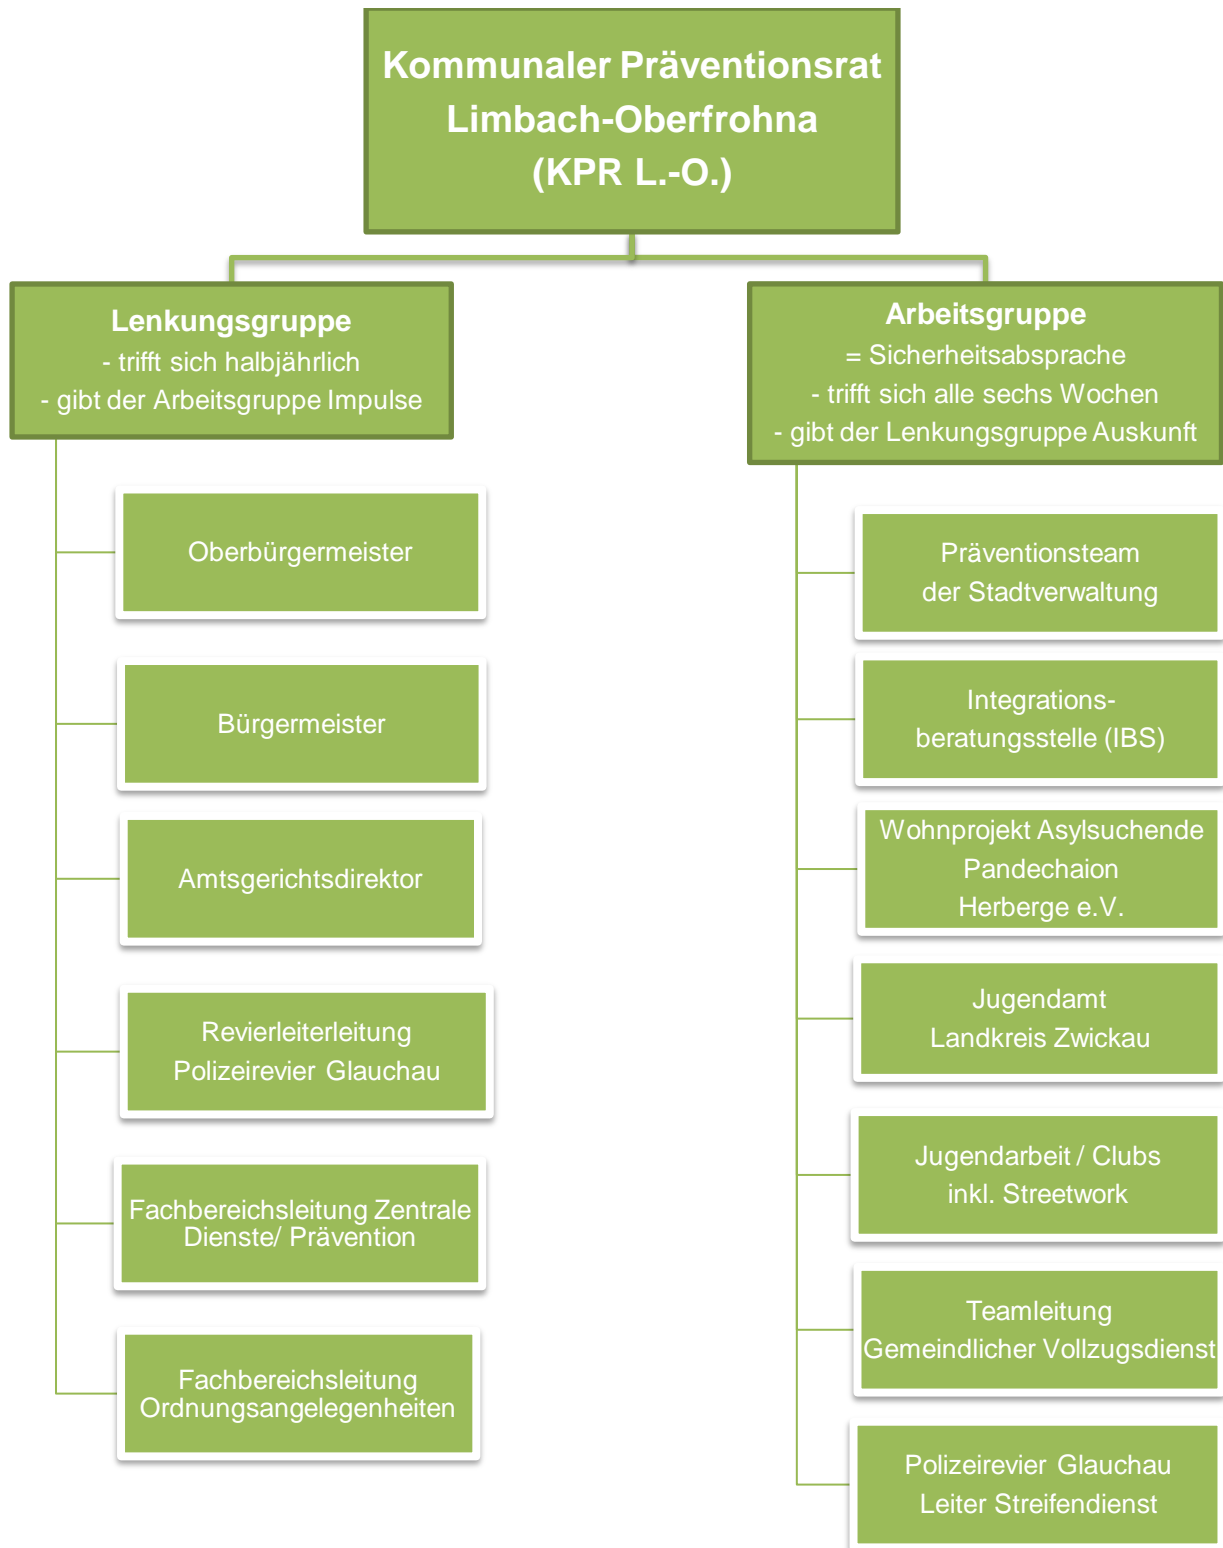 Kommunaler Präventionsrat
Limbach-Oberfrohna
(KPR L.-O.)
Lenkungsgruppe
- trifft sich halbjährlich
- gibt der Arbeitsgruppe Impulse
Oberbürgermeister
Bürgermeister
Amtsgerichtsdirektor
Revierleiterleitung
Polizeirevier Glauchau
Fachbereichsleitung Zentrale
Dienste/ Prävention
Fachbereichsleitung
Ordnungsangelegenheiten
Arbeitsgruppe
= Sicherheitsabsprache
- trifft sich alle sechs Wochen
- gibt der Lenkungsgruppe Auskunft
Präventionsteam
der Stadtverwaltung
Integrations-
beratungsstelle (IBS)
Wohnprojekt Asylsuchende
Pandechaion
Herberge e.V.
Jugendamt
Landkreis Zwickau
Jugendarbeit / Clubs
inkl. Streetwork
Teamleitung
Gemeindlicher Vollzugsdienst
Polizeirevier Glauchau
Leiter Streifendienst